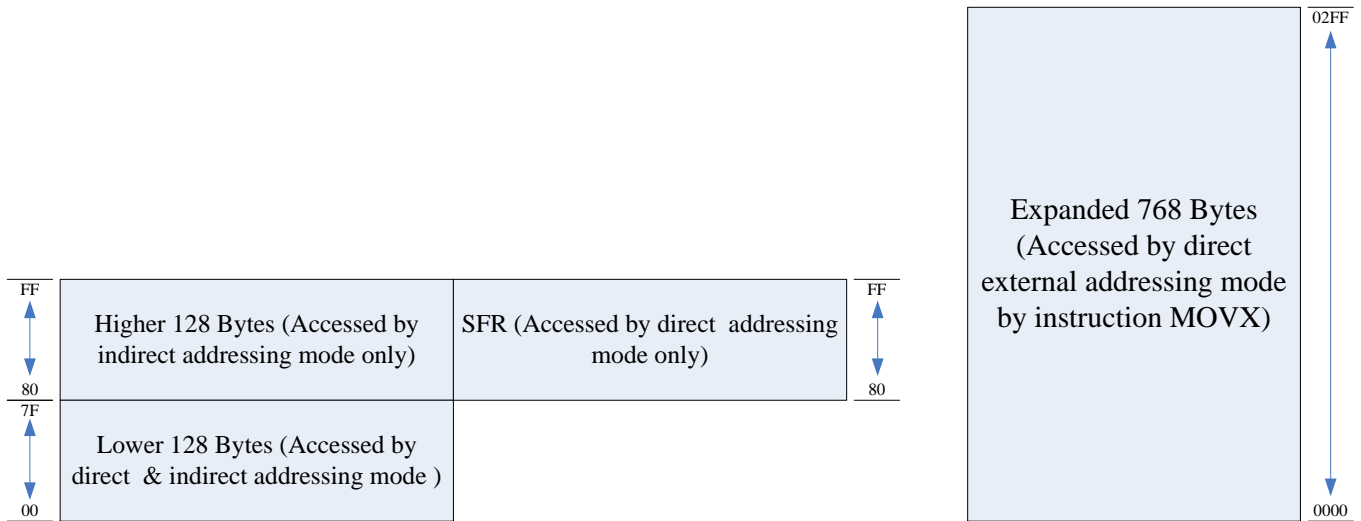 02FF
Expanded 768 Bytes
(Accessed by direct
external addressing mode
by instruction MOVX)
0000
FF
Higher 128 Bytes (Accessed by
indirect addressing mode only)
80
SFR (Accessed by direct addressing
mode only)
FF
80
7F
Lower 128 Bytes (Accessed by
direct & indirect addressing mode )
00